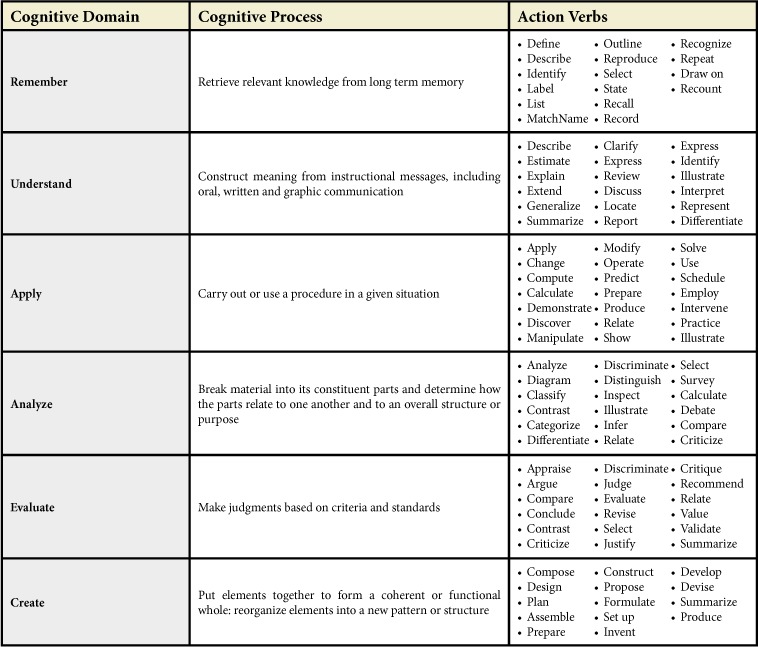 Cognitive Domain Cognitive Process Action Verbs
Remember
Retrieve relevant knowledge from long term memory
• Define • Outline • Recognize
• Describe • Reproduce • Repeat
• Identify • Select • Draw on
• Label • State • Recount
• List • Recall
• MatchName • Record
Understand
Construct meaning from instructional messages, including
oral, written and graphic communication
• Describe • Clarify • Express
• Estimate • Express • Identify
• Explain • Review • Illustrate
• Extend • Discuss • Interpret
• Generalize • Locate • Represent
• Summarize • Report • Differentiate
Apply
Carry out or use a procedure in a given situation
• Apply • Modify • Solve
• Change • Operate • Use
• Compute • Predict • Schedule
• Calculate • Prepare • Employ
• Demonstrate • Produce • Intervene
• Discover • Relate • Practice
• Manipulate • Show • Illustrate
Analyze
Break material into its constituent parts and determine how
the parts relate to one another and to an overall structure or
purpose
• Analyze • Discriminate • Select
• Diagram • Distinguish • Survey
• Classify • Inspect • Calculate
• Contrast • Illustrate • Debate
• Categorize • Infer • Compare
• Differentiate • Relate • Criticize
Evaluate
Make judgments based on criteria and standards
• Appraise • Discriminate • Critique
• Argue • Judge • Recommend
• Compare • Evaluate • Relate
• Conclude • Revise • Value
• Contrast • Select • Validate
• Criticize • Justify • Summarize
Create
Put elements together to form a coherent or functional
whole: reorganize elements into a new pattern or structure
• Compose • Construct • Develop
• Design • Propose • Devise
• Plan • Formulate • Summarize
• Assemble • Set up • Produce
• Prepare • Invent